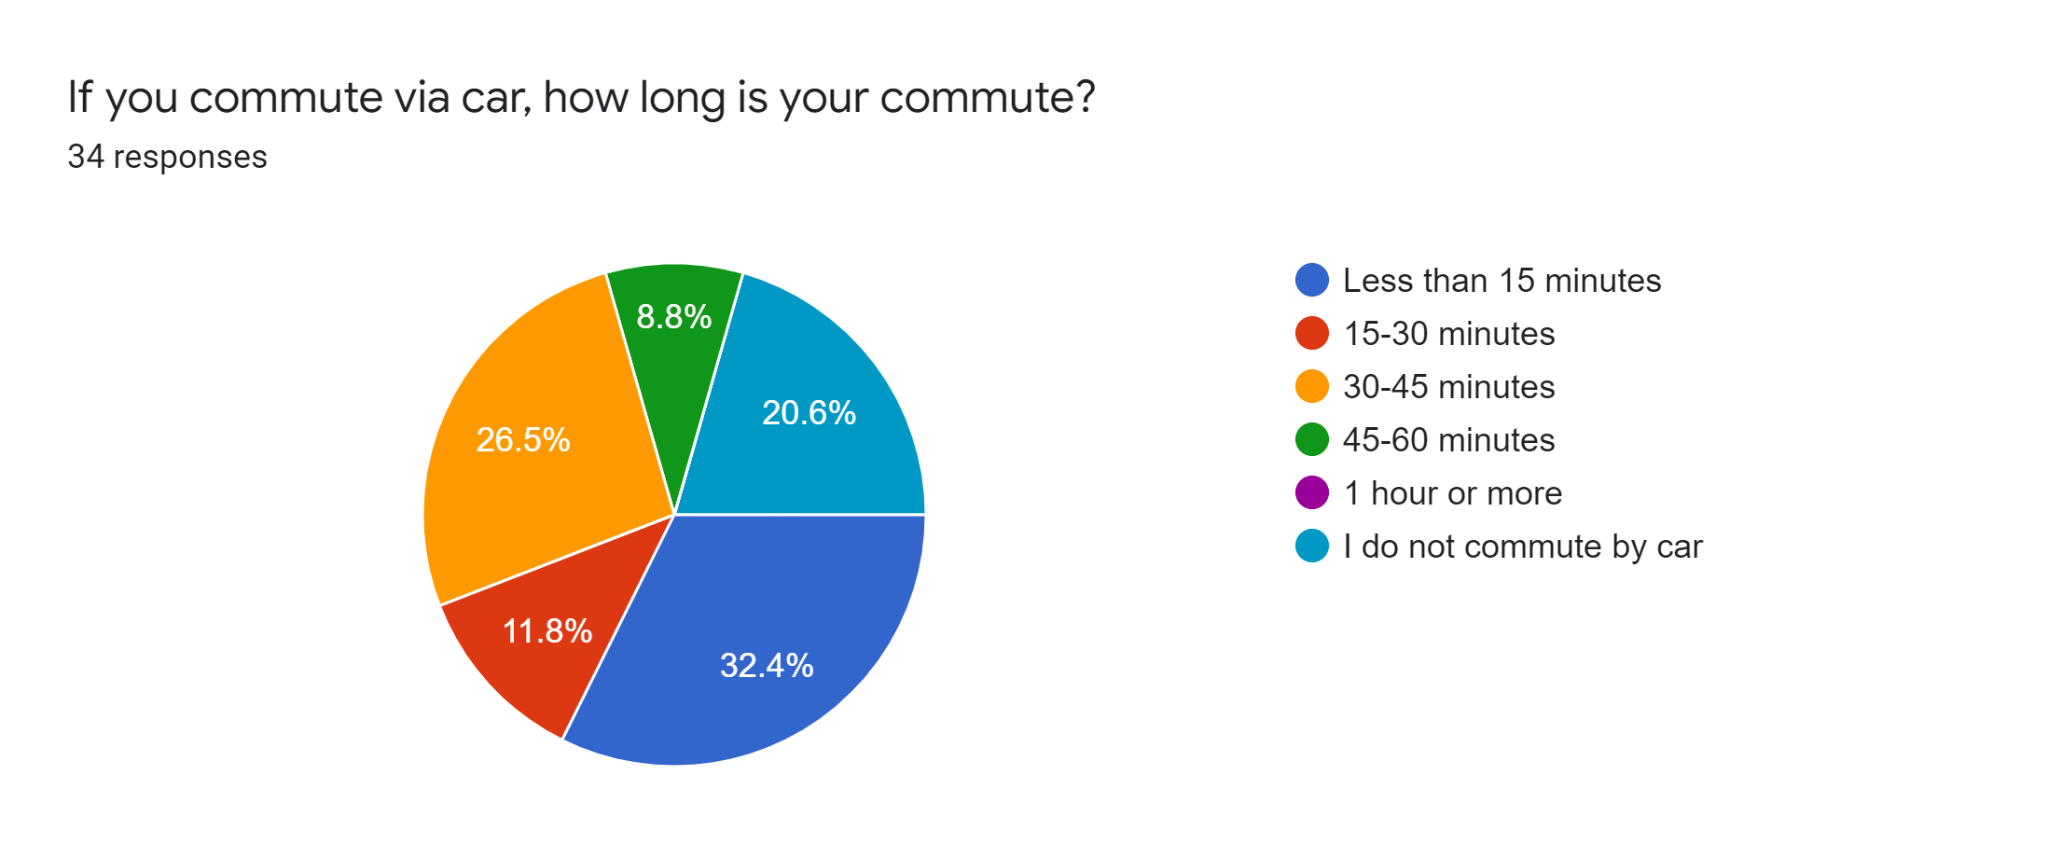 If you commute via car, how long is your commute?
34 responses
8.8%
20.6%
26.5%
11.8%
32.4%
Less than 15 minutes
15-30 minutes
30-45 minutes
45-60 minutes
1 hour or more
I do not commute by car